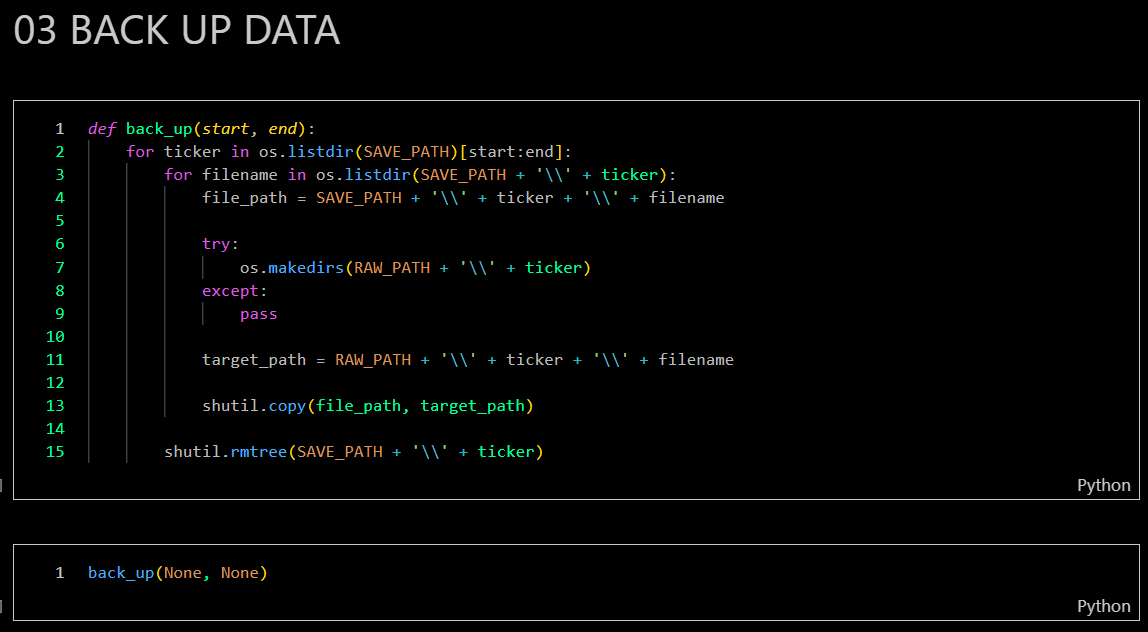 03 BACK UP DATA
1 def back_up(start, end):
2 for ticker in os.listdir(SAVE_PATH)[start:end]:
3 for filename in os.listdir(SAVE_PATH + '\\' + ticker):
4 file_path = SAVE_PATH + '\\' + ticker + '\\' + filename
5
6 try:
7 os.makedirs(RAW_PATH + '\\' + ticker)
8 except:
9 pass
10
11 target_path = RAW_PATH + '\\' + ticker + '\\' + filename
12
13 shutil.copy(file_path, target_path)
14
15 shutil.rmtree(SAVE_PATH + '\\' + ticker)
Python
1 back_up(None, None)
Python